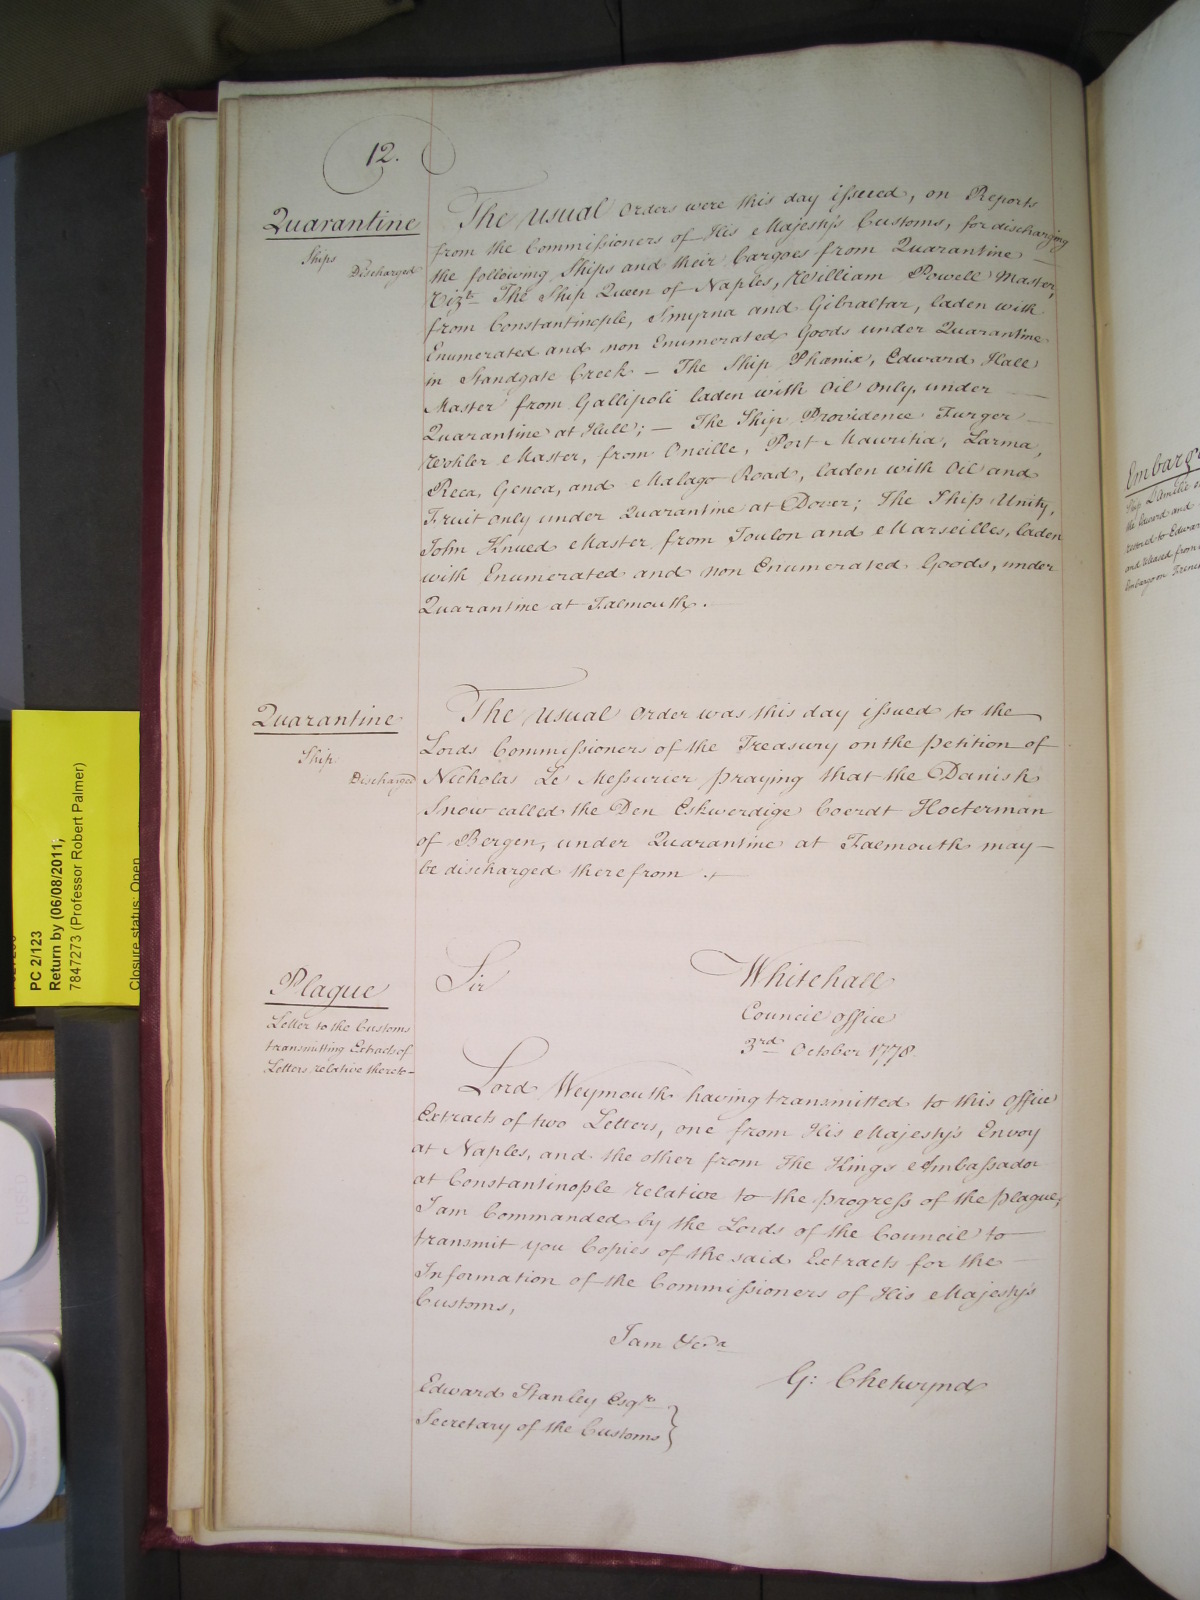 12.
Quarantine
Ships
Discharged
The usual Orders were this day issued, on Reports
from the Commissioners of His Majesty's Customs, for discharging
the following Ships and their Cargoes from Quarantine —
Vizt. The Ship Queen of Naples, William Powell Master,
from Constantinople, Smyrna and Gibraltar, laden with
Enumerated and non Enumerated Goods under Quarantine
in Standgate Creek — The Ship Phœnix, Edward Hall
Master from Gallipoli laden with Oil only, under
Quarantine at Hull; — The Ship Providence Furger
Wohler Master, from Oneille, Port Mauritia, Larma,
Reca, Genoa, and Malago Road, laden with Oil and
Fruit only under Quarantine at Dover; The Ship Unity,
John Knued Master from Toulon and Marseilles, laden
with Enumerated and non Enumerated Goods, under
Quarantine at Falmouth.
Quarantine
Ship
Discharged
The usual Order was this day issued to the
Lords Commissioners of the Treasury on the petition of
Nicholas Le Messurier praying that the Danish
Snow called the Den Eskwerdige Coerdt Hoeterman
of Bergen, under Quarantine at Falmouth may —
be discharged therefrom.
Plague
Letter to the Customs
transmitting Extracts of
Letters relative thereto
Sir
Whitehall
Council Office
3rd October 1778
Lord Weymouth having transmitted to this Office
Extracts of two Letters, one from His Majesty's Envoy
at Naples, and the other from The Kings Ambassador
at Constantinople relative to the progress of the plague,
I am Commanded by the Lords of the Council to
transmit you Copies of the said Extracts for the —
Information of the Commissioners of His Majesty's
Customs,
I am &ca
G: Chetwynd
Edward Stanley Esqr.
Secretary of the Customs
Embargo
PC 2/123
Return by (06/08/2011;
7847273 (Professor Robert Palmer)
Closure status: Open